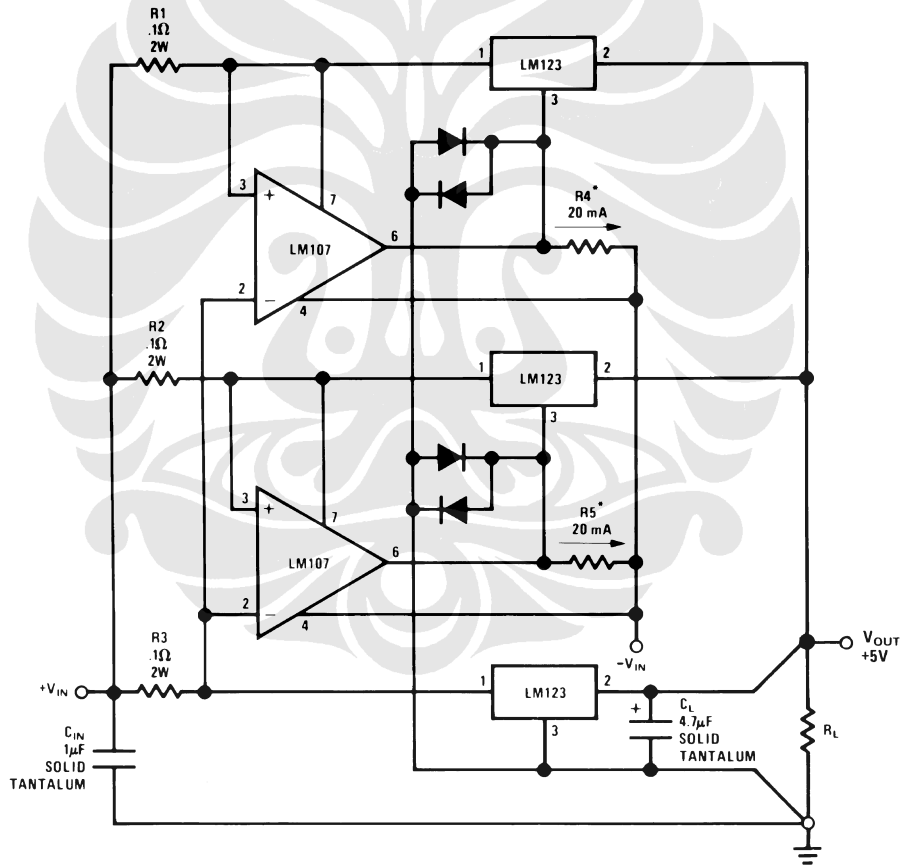 R1
.1Ω
2W
1
LM123
2
3
3
+
7
LM107
6
R4*
20 mA
2
−
4
R2
.1Ω
2W
1
LM123
2
3
3
+
7
LM107
6
R5*
20 mA
2
−
4
R3
.1Ω
2W
−VIN
VOUT
+5V
+VIN
1
LM123
2
3
+
CL
4.7μF
SOLID
TANTALUM
RL
CIN
1μF
SOLID
TANTALUM